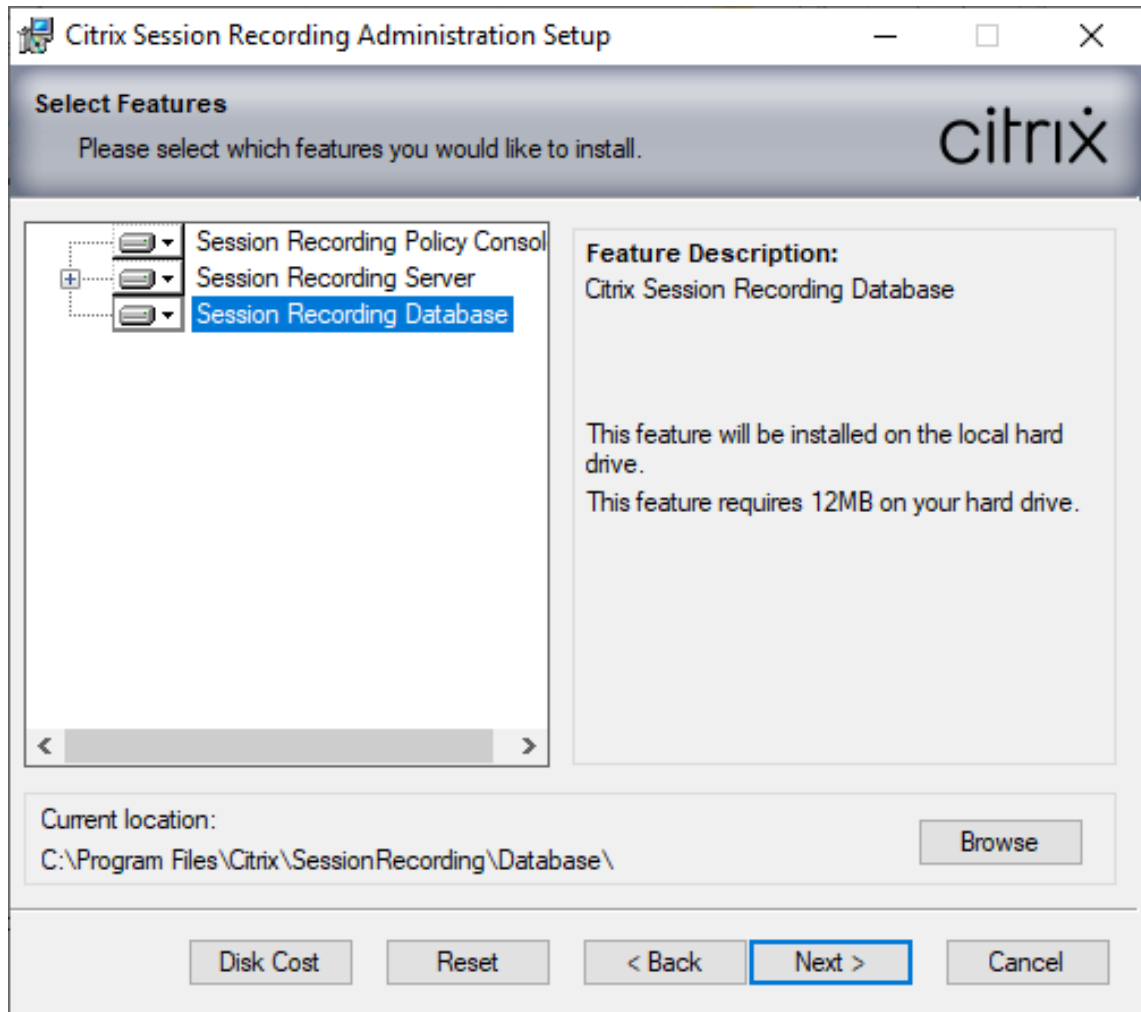 Citrix Session Recording Administration Setup
Select Features
Please select which features you would like to install.
citrix
Session Recording Policy Consol
Session Recording Server
Session Recording Database
Feature Description:
Citrix Session Recording Database
This feature will be installed on the local hard
drive.
This feature requires 12MB on your hard drive.
Current location:
C:\Program Files\Citrix\SessionRecording\Database\
Browse
Disk Cost
Reset
< Back
Next >
Cancel